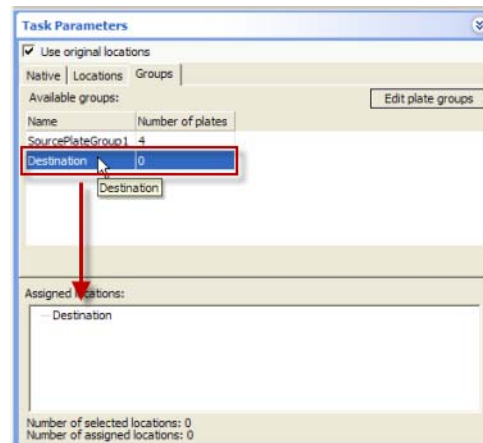 Task Parameters
Use original locations
Native Locations Groups
Available groups: Edit plate groups
Name Number of plates
SourcePlateGroup1 4
Destination 0
Destination
Assigned locations:
Destination
Number of selected locations: 0
Number of assigned locations: 0